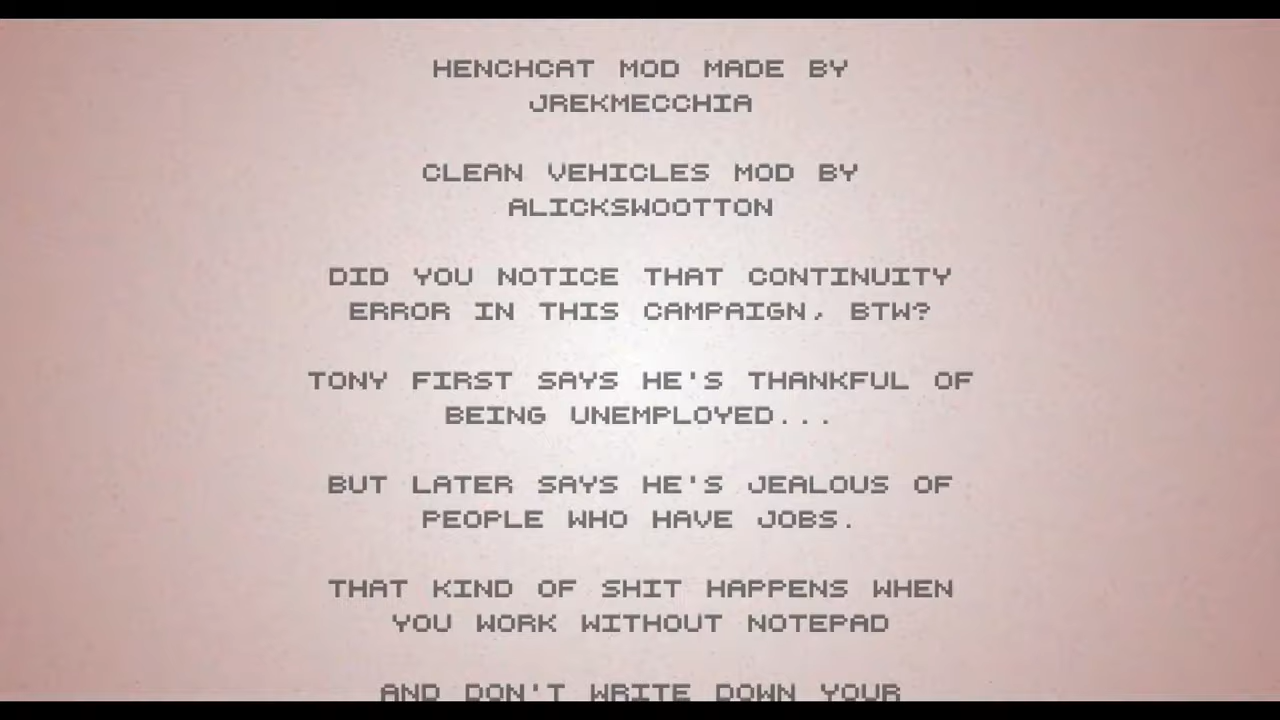 HENCHCAT MOD MADE BY
JREKMECCHIA
CLEAN VEHICLES MOD BY
ALICKSWOOTTON
DID YOU NOTICE THAT CONTINUITY
ERROR IN THIS CAMPAIGN, BTW?
TONY FIRST SAYS HE'S THANKFUL OF
BEING UNEMPLOYED...
BUT LATER SAYS HE'S JEALOUS OF
PEOPLE WHO HAVE JOBS.
THAT KIND OF SHIT HAPPENS WHEN
YOU WORK WITHOUT NOTEPAD
AND DON'T WRITE DOWN YOUR